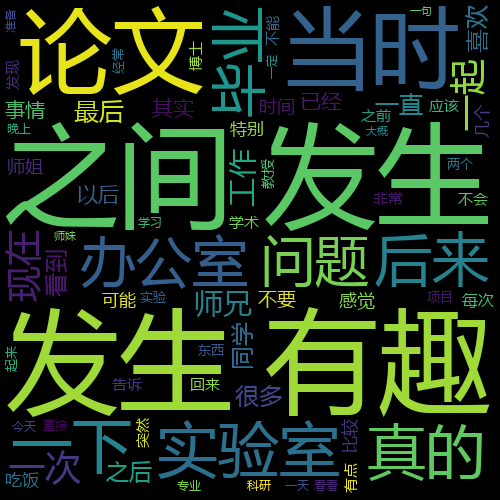 准备
论文
毕业
当时
一句
喜欢
发现
经常
博士
一定
不能
一起
事情
最后
其实
时间
已经
一直
应该
几个
晚上
特别
之前
大概
之间
发生
师姐
以后
工作
教授
两个
非常
不会
学习
学术
师妹
现在
看到
办公室
问题
后来
可能
实验
师兄
不要
感觉
项目
每次
发生
有趣
起来
东西
同学
告诉
回来
很多
今天
直接
突然
一次
一下
实验室
比较
真的
吃饭
之后
专业
科研
一天
看看
有点